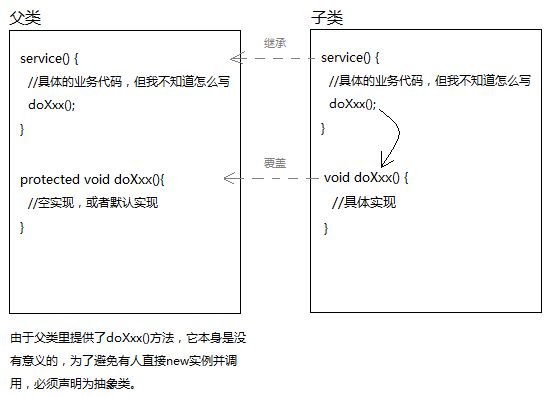 父类
service() {
//具体的业务代码，但我不知道怎么写
doXxx();
}
protected void doXxx(){
//空实现，或者默认实现
}
继承
覆盖
子类
service() {
//具体的业务代码，但我不知道怎么写
doXxx();
}
void doXxx() {
//具体实现
}
由于父类里提供了doXxx()方法，它本身是没
有意义的，为了避免有人直接new实例并调
用，必须声明为抽象类。